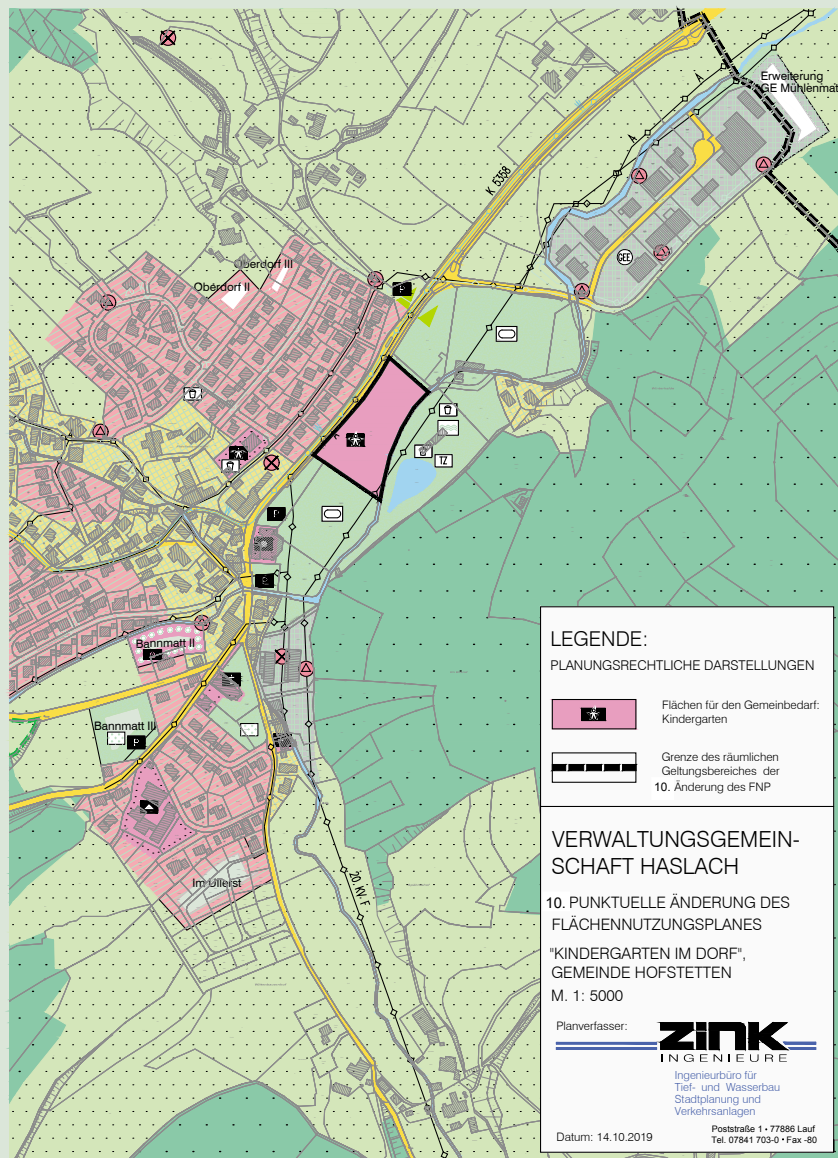 Erweiterung
GE Mühlenmat
A
A
K 5358
Oberdorf III
Oberdorf II
P
GEE
TZ
P
P
Bannmatt II
P
Bannmatt III
P
Im Ullerst
20 KV F
LEGENDE:
PLANUNGSRECHTLICHE DARSTELLUNGEN
Flächen für den Gemeinbedarf:
Kindergarten
Grenze des räumlichen
Geltungsbereiches der
10. Änderung des FNP
VERWALTUNGSGEMEIN-
SCHAFT HASLACH
10. PUNKTUELLE ÄNDERUNG DES
FLÄCHENNUTZUNGSPLANES
"KINDERGARTEN IM DORF",
GEMEINDE HOFSTETTEN
M. 1: 5000
Planverfasser:
ZINK
INGENIEURE
Ingenieurbüro für
Tief- und Wasserbau
Stadtplanung und
Verkehrsanlagen
Datum: 14.10.2019
Poststraße 1 • 77886 Lauf
Tel. 07841 703-0 • Fax -80